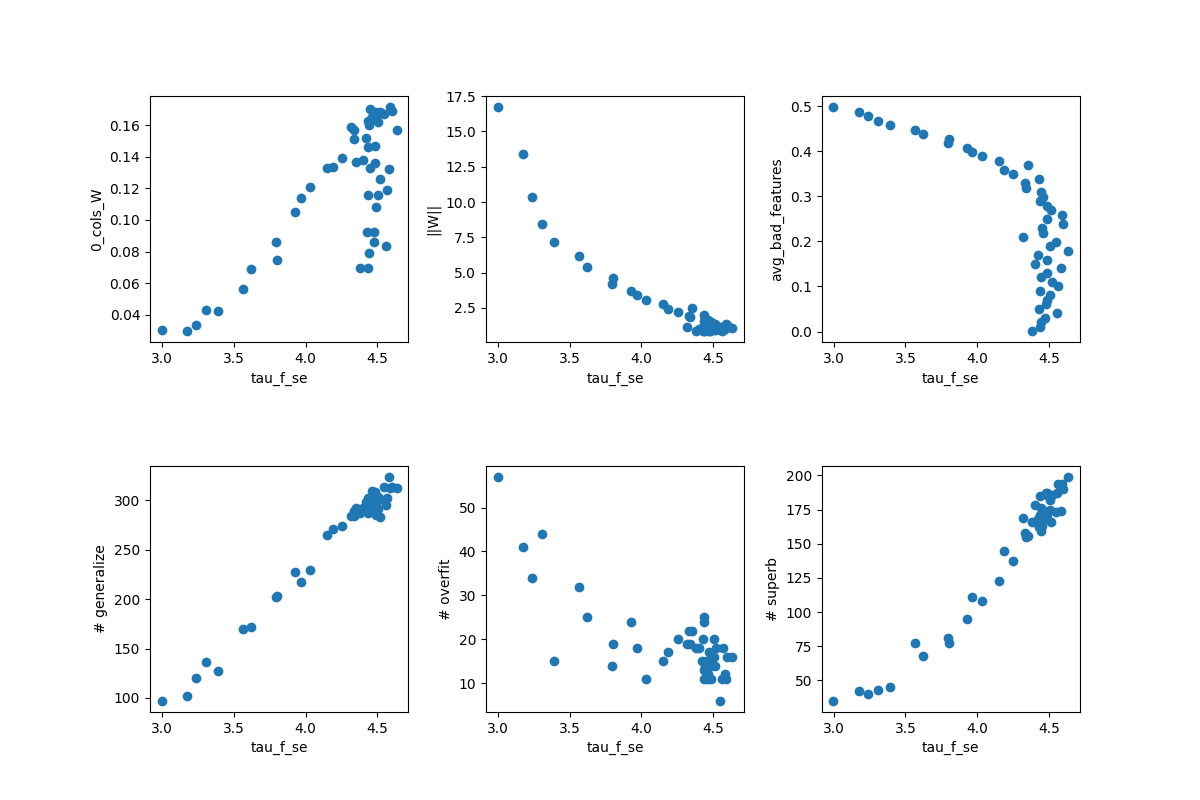 0_cols_W
0.16
0.14
0.12
0.10
0.08
0.06
0.04
3.0 3.5 4.0 4.5
tau_f_se
||W||
17.5
15.0
12.5
10.0
7.5
5.0
2.5
3.0 3.5 4.0 4.5
tau_f_se
avg_bad_features
0.5
0.4
0.3
0.2
0.1
0.0
3.0 3.5 4.0 4.5
tau_f_se
# generalize
300
250
200
150
100
3.0 3.5 4.0 4.5
tau_f_se
# overfit
50
40
30
20
10
3.0 3.5 4.0 4.5
tau_f_se
# superb
200
175
150
125
100
75
50
3.0 3.5 4.0 4.5
tau_f_se